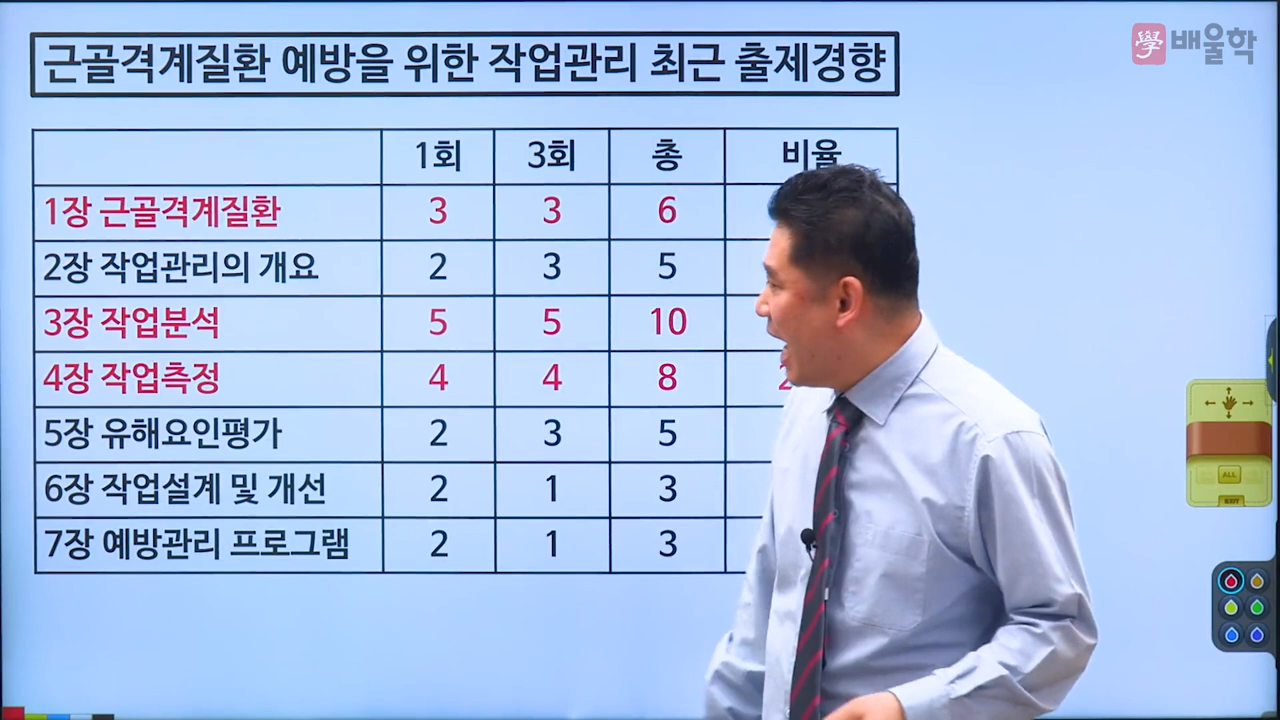 근골격계질환 예방을 위한 작업관리 최근 출제경향
學 배울학
1회 3회 총 비율
1장 근골격계질환 3 3 6
2장 작업관리의 개요 2 3 5
3장 작업분석 5 5 10
4장 작업측정 4 4 8 2
5장 유해요인평가 2 3 5
6장 작업설계 및 개선 2 1 3
7장 예방관리 프로그램 2 1 3
ALL
EXIT